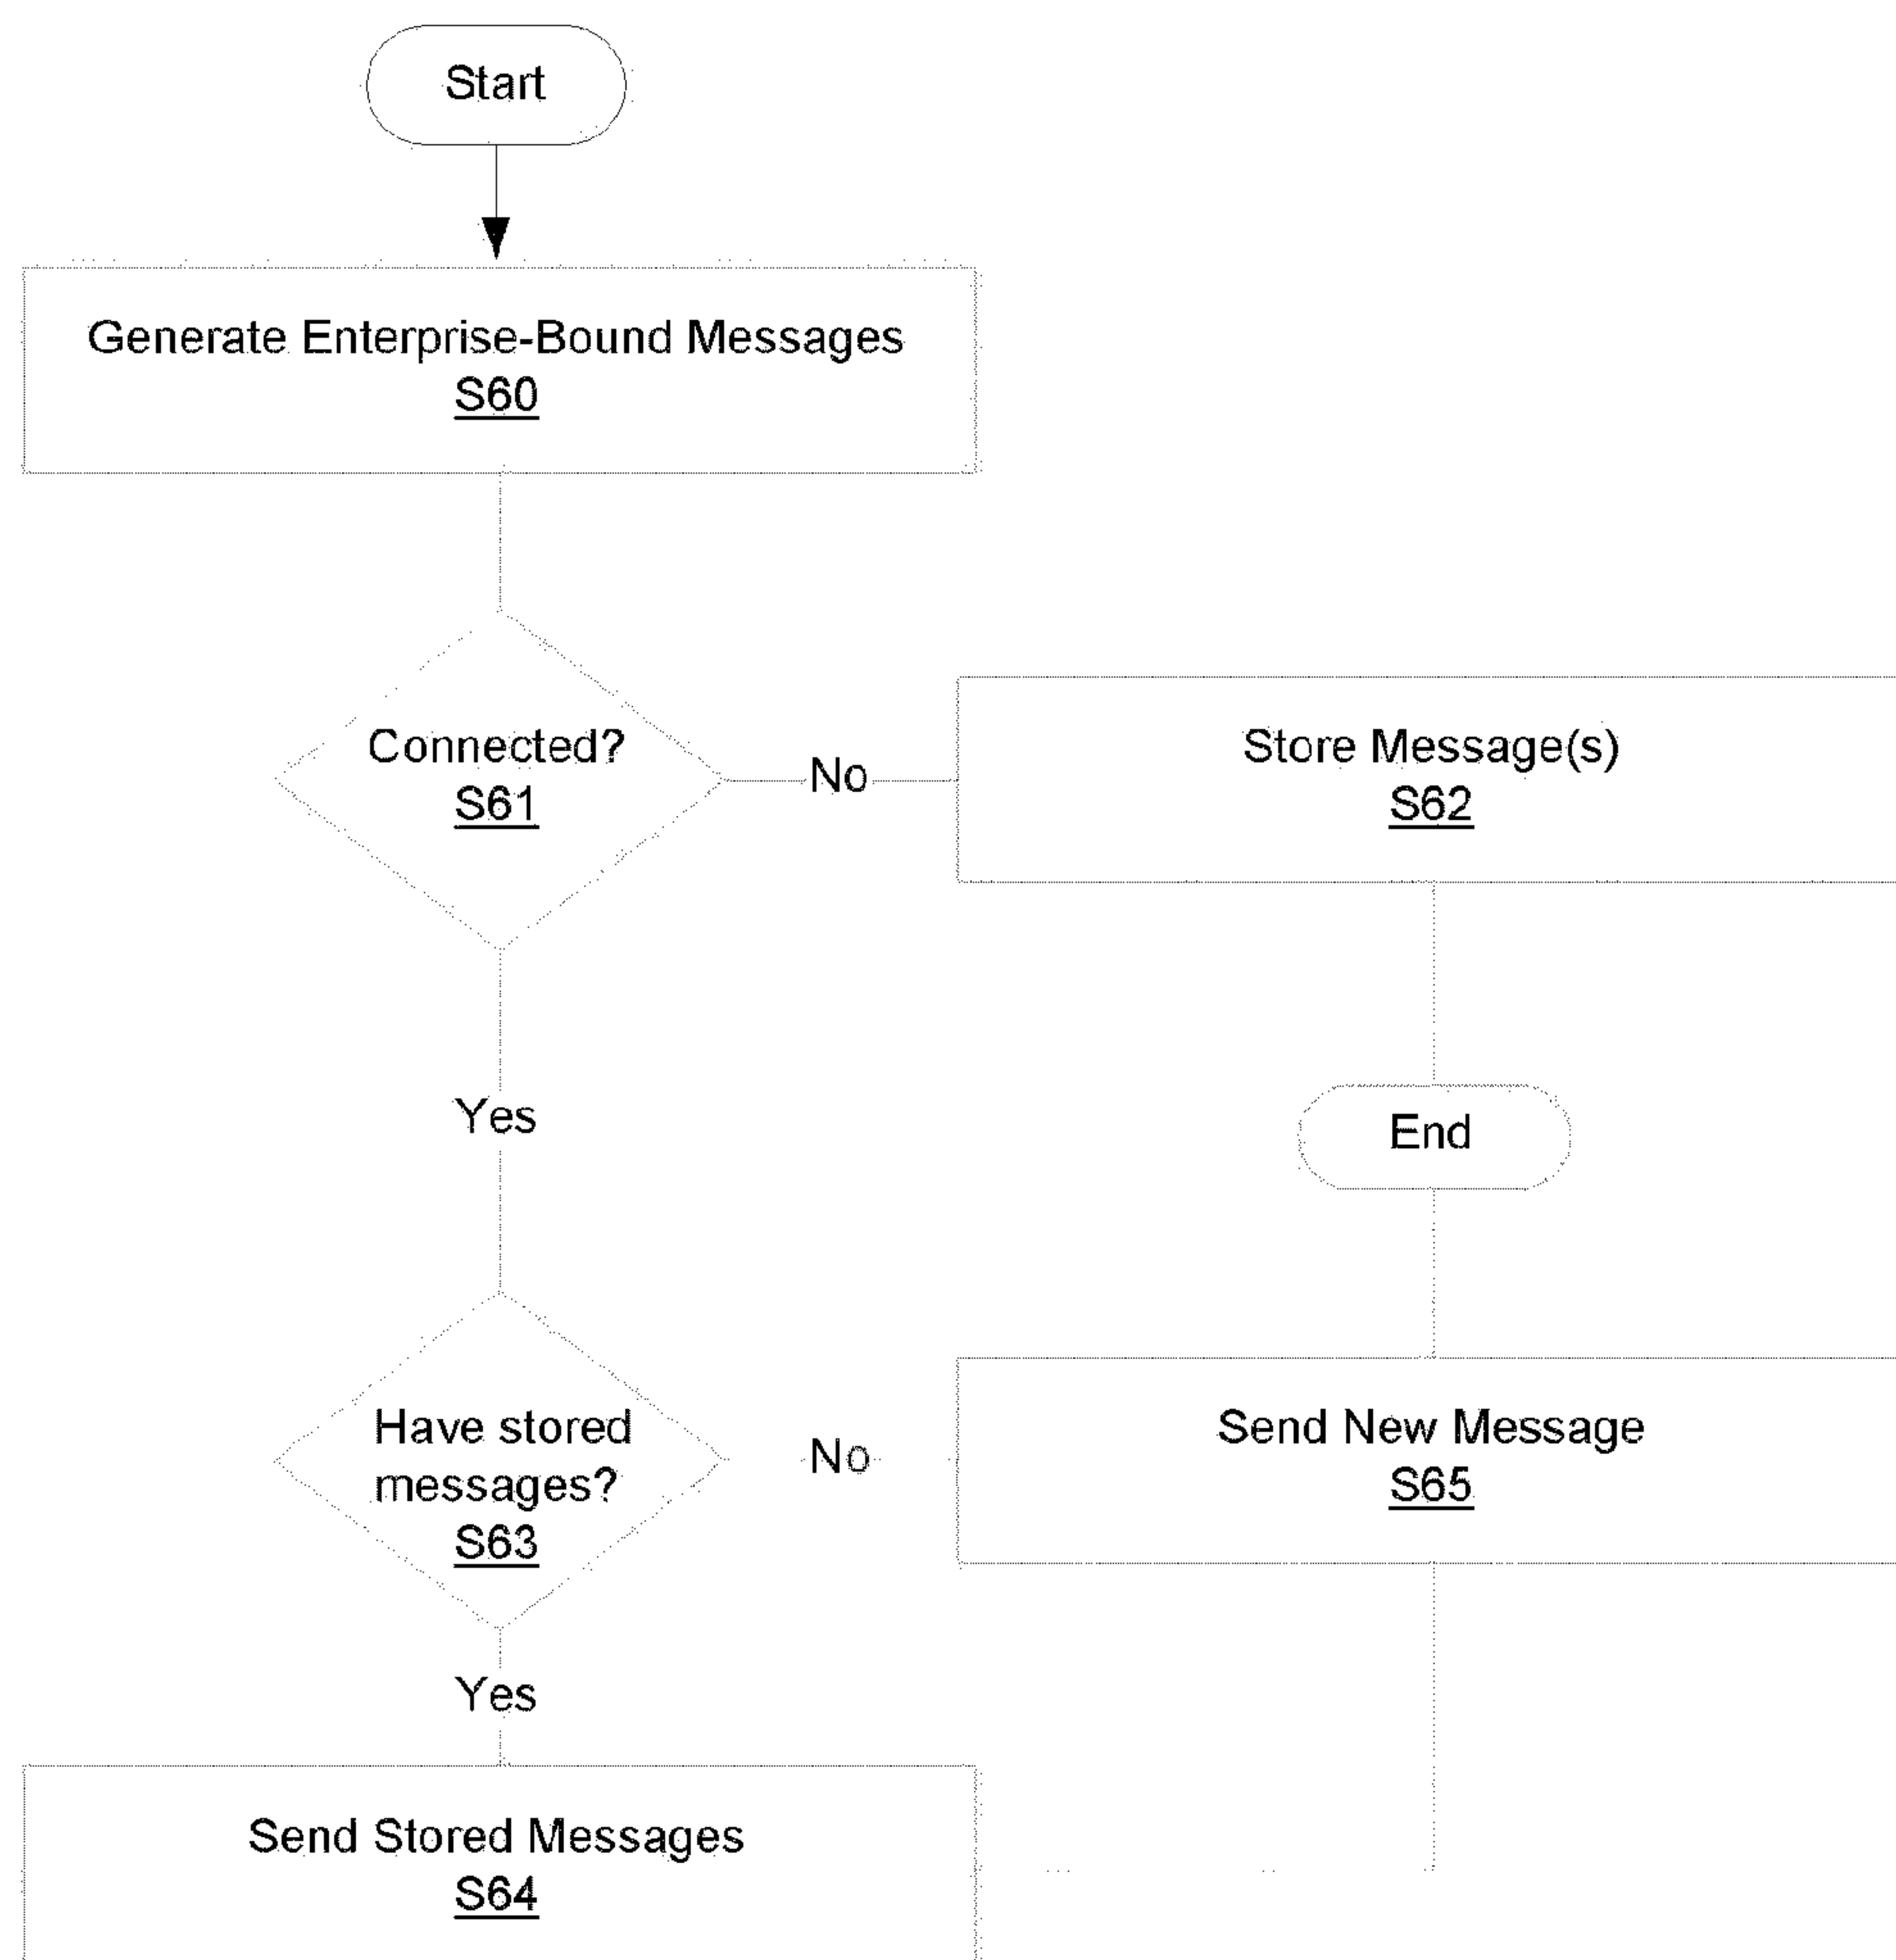 Start
Generate Enterprise-Bound Messages
S60
Connected?
S61
No
Store Message(s)
S62
Yes
End
Have stored
messages?
S63
No
Send New Message
S65
Yes
Send Stored Messages
S64